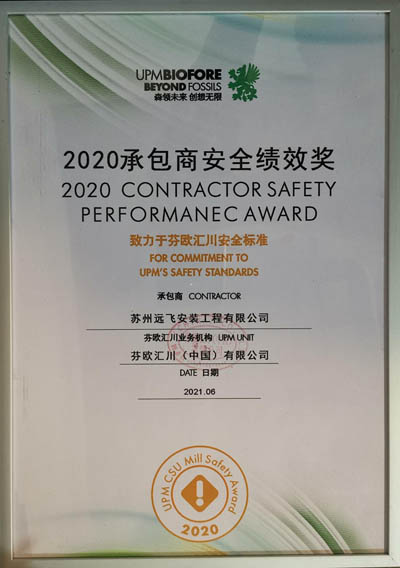 UPMBIOFORE
BEYOND FOSSILS
森领未来 创想无限
2020承包商安全绩效奖
2020 CONTRACTOR SAFETY
PERFORMANEC AWARD
致力于芬欧汇川安全标准
FOR COMMITMENT TO
UPM'S SAFETY STANDARDS
承包商 CONTRACTOR
苏州远飞安装工程有限公司
芬欧汇川业务机构 UPM UNIT
芬欧汇川（中国）有限公司
DATE 日期
2021.06
UPM CSU Mill Safety Award
2020